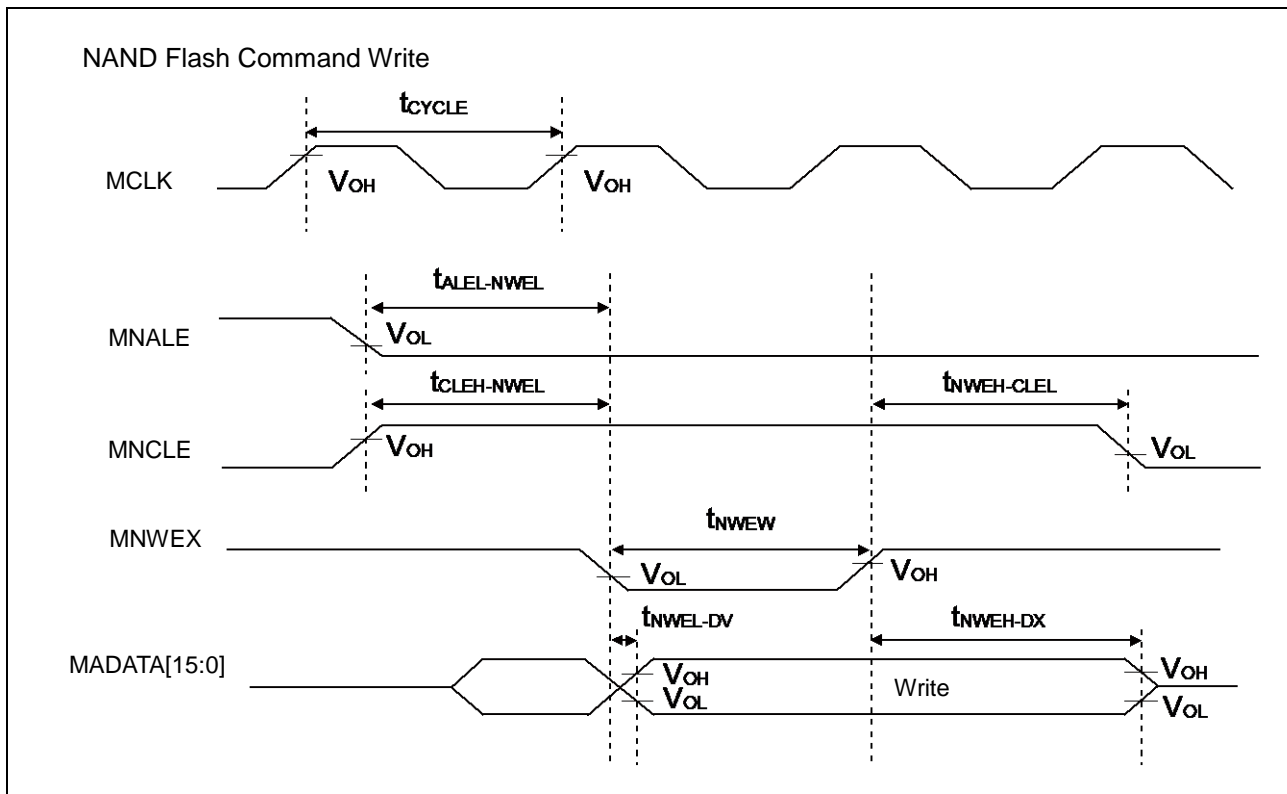 NAND Flash Command Write
tCYCLE
MCLK
VOH VOH
tALEL-NWEL
MNALE
VOL
tCLEH-NWEL tNWEH-CLEL
MNCLE
VOH VOL
tNWEW
MNWEX
VOL VOH
tNWEL-DV tNWEH-DX
MADATA[15:0]
VOH Write VOH
VOL VOL